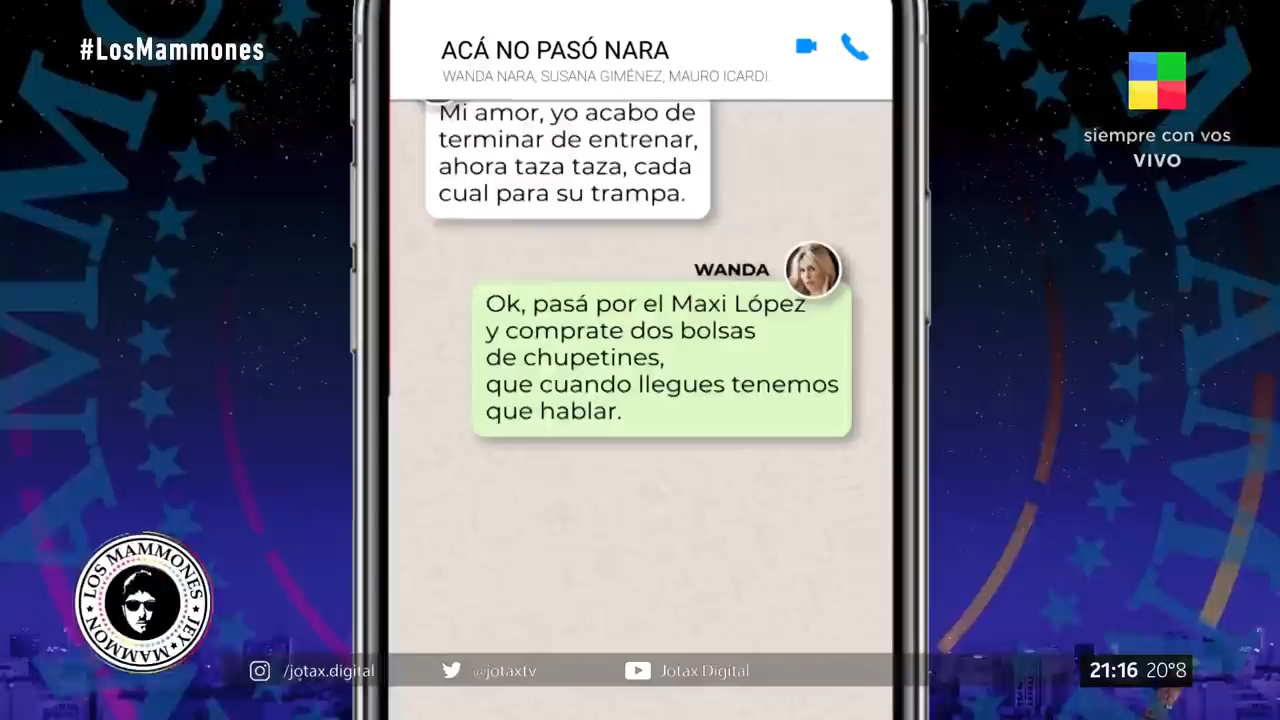 #LosMammones
ACÁ NO PASÓ NARA
WANDA NARA, SUSANA GIMÉNEZ, MAURO ICARDI.
Mi amor, yo acabo de
terminar de entrenar,
ahora taza taza, cada
cual para su trampa.
WANDA
Ok, pasá por el Maxi López
y comprate dos bolsas
de chupetines,
que cuando llegues tenemos
que hablar.
siempre con vos
VIVO
LOS MAMMONES
JEY MAMMON
/jotax.digital
@jotaxtv
Jotax Digital
21:16 20°8